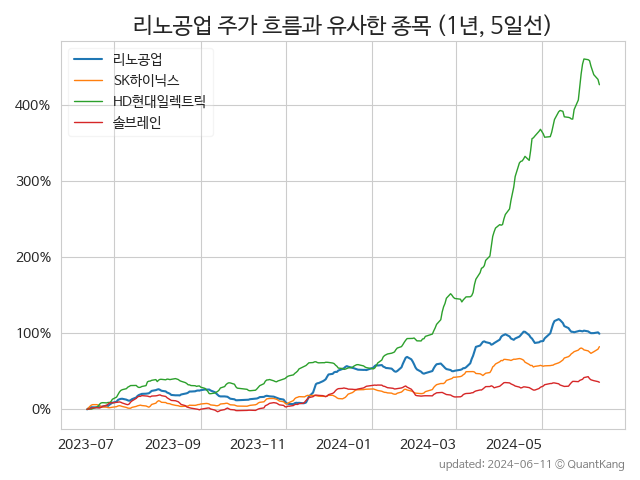 리노공업 주가 흐름과 유사한 종목 (1년, 5일선)
리노공업
SK하이닉스
HD현대일렉트릭
솔브레인
400%
300%
200%
100%
0%
2023-07 2023-09 2023-11 2024-01 2024-03 2024-05
updated: 2024-06-11 © QuantKang